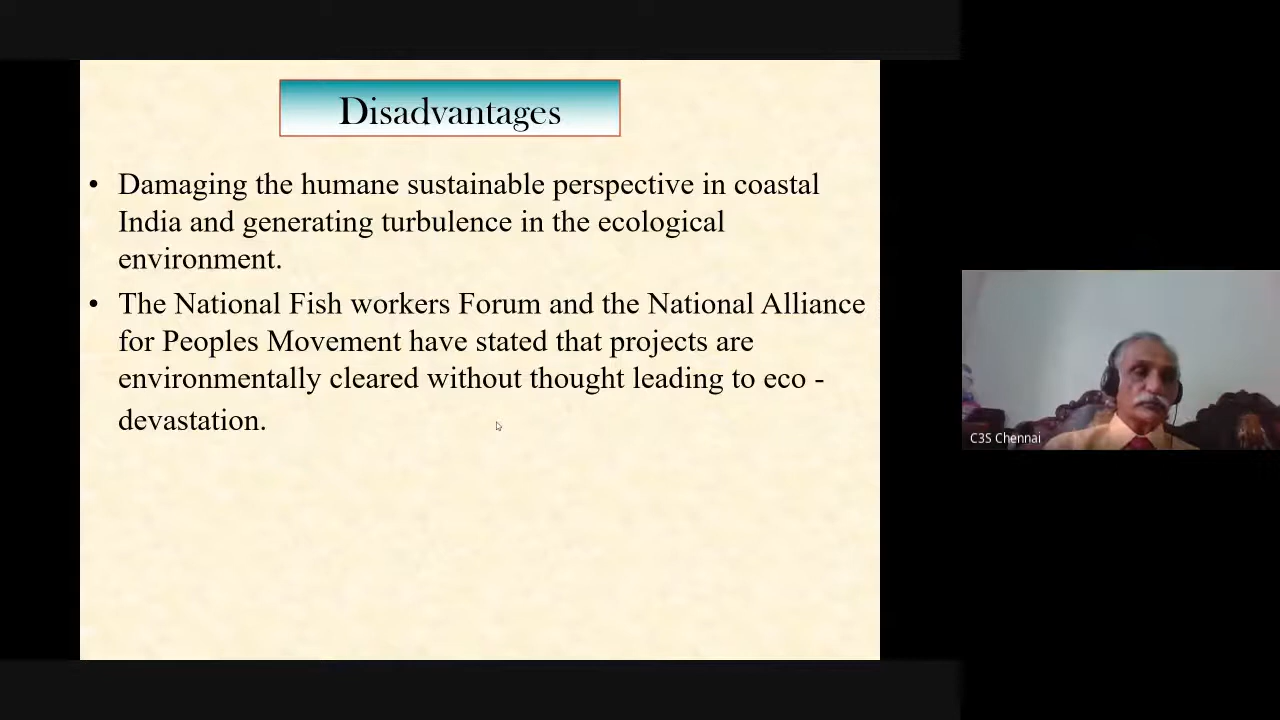 Disadvantages
• Damaging the humane sustainable perspective in coastal
India and generating turbulence in the ecological
environment.
• The National Fish workers Forum and the National Alliance
for Peoples Movement have stated that projects are
environmentally cleared without thought leading to eco -
devastation.
C3S Chennai